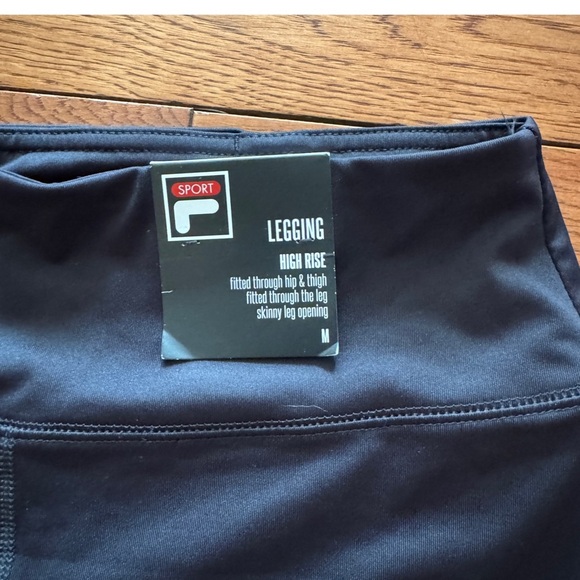 SPORT
LEGGING
HIGH RISE
fitted through hip & thigh
fitted through the leg
skinny leg opening
M